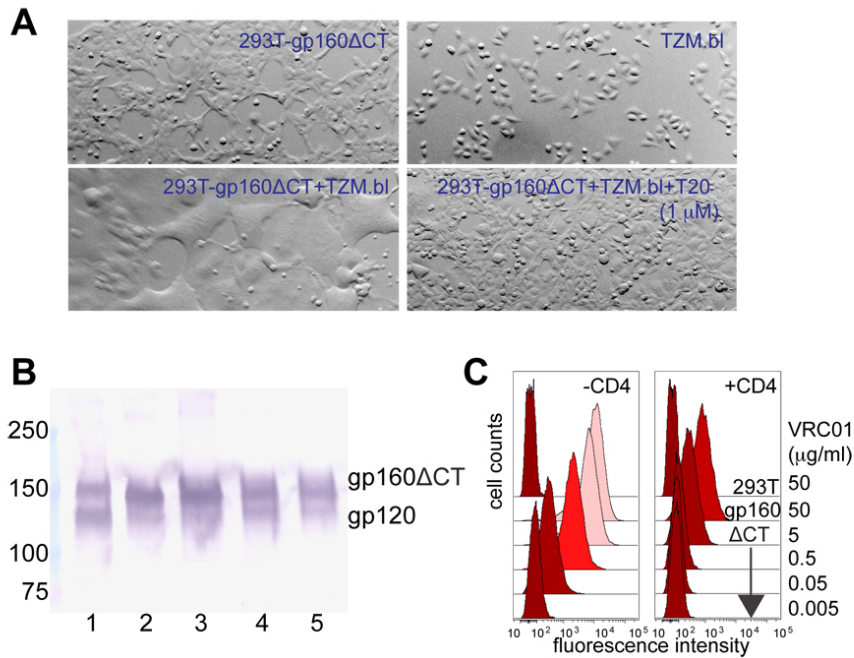 A
293T-gp160ΔCT
TZM.bl
293T-gp160ΔCT+TZM.bl
293T-gp160ΔCT+TZM.bl+T20
(1 μM)
B
250
150
100
75
gp160ΔCT
gp120
1 2 3 4 5
C
-CD4
+CD4
cell counts
VRC01
(μg/ml)
293T 50
gp160 50
ΔCT 5
0.5
0.05
0.005
10 10² 10³ 10⁴ 10⁵ 10 10² 10³ 10⁴ 10⁵
fluorescence intensity